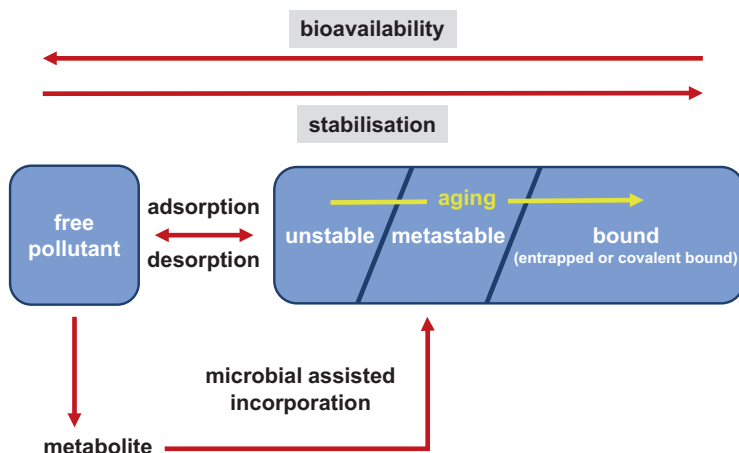 bioavailability
stabilisation
free
pollutant
adsorption
desorption
aging
unstable
metastable
bound
(entrapped or covalent bound)
microbial assisted
incorporation
metabolite